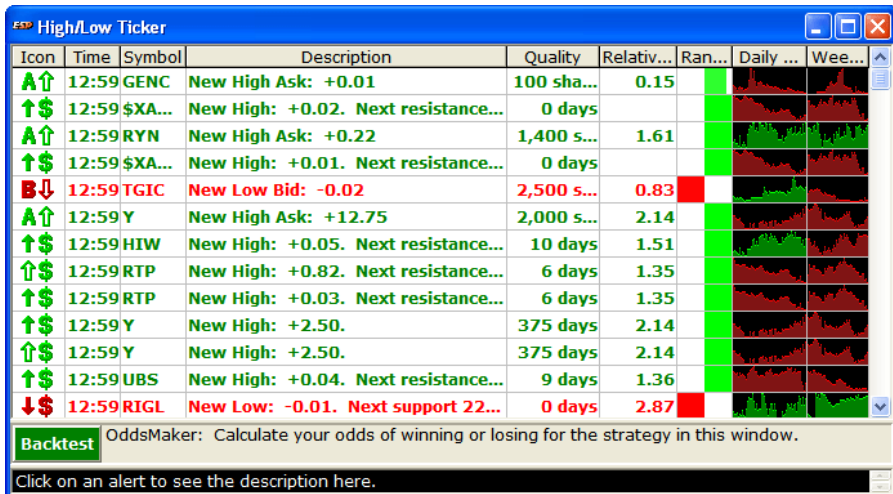 ESP High/Low Ticker
Icon Time Symbol Description Quality Relativ... Ran... Daily ... Wee...
A 12:59 GENC New High Ask: +0.01 100 sha... 0.15
$ 12:59 $XA... New High: +0.02. Next resistance... 0 days
A 12:59 RYN New High Ask: +0.22 1,400 s... 1.61
$ 12:59 $XA... New High: +0.01. Next resistance... 0 days
B 12:59 TGIC New Low Bid: -0.02 2,500 s... 0.83
A 12:59 Y New High Ask: +12.75 2,000 s... 2.14
$ 12:59 HIW New High: +0.05. Next resistance... 10 days 1.51
$ 12:59 RTP New High: +0.82. Next resistance... 6 days 1.35
$ 12:59 RTP New High: +0.03. Next resistance... 6 days 1.35
$ 12:59 Y New High: +2.50. 375 days 2.14
$ 12:59 Y New High: +2.50. 375 days 2.14
$ 12:59 UBS New High: +0.04. Next resistance... 9 days 1.36
$ 12:59 RIGL New Low: -0.01. Next support 22... 0 days 2.87
Backtest OddsMaker: Calculate your odds of winning or losing for the strategy in this window.
Click on an alert to see the description here.